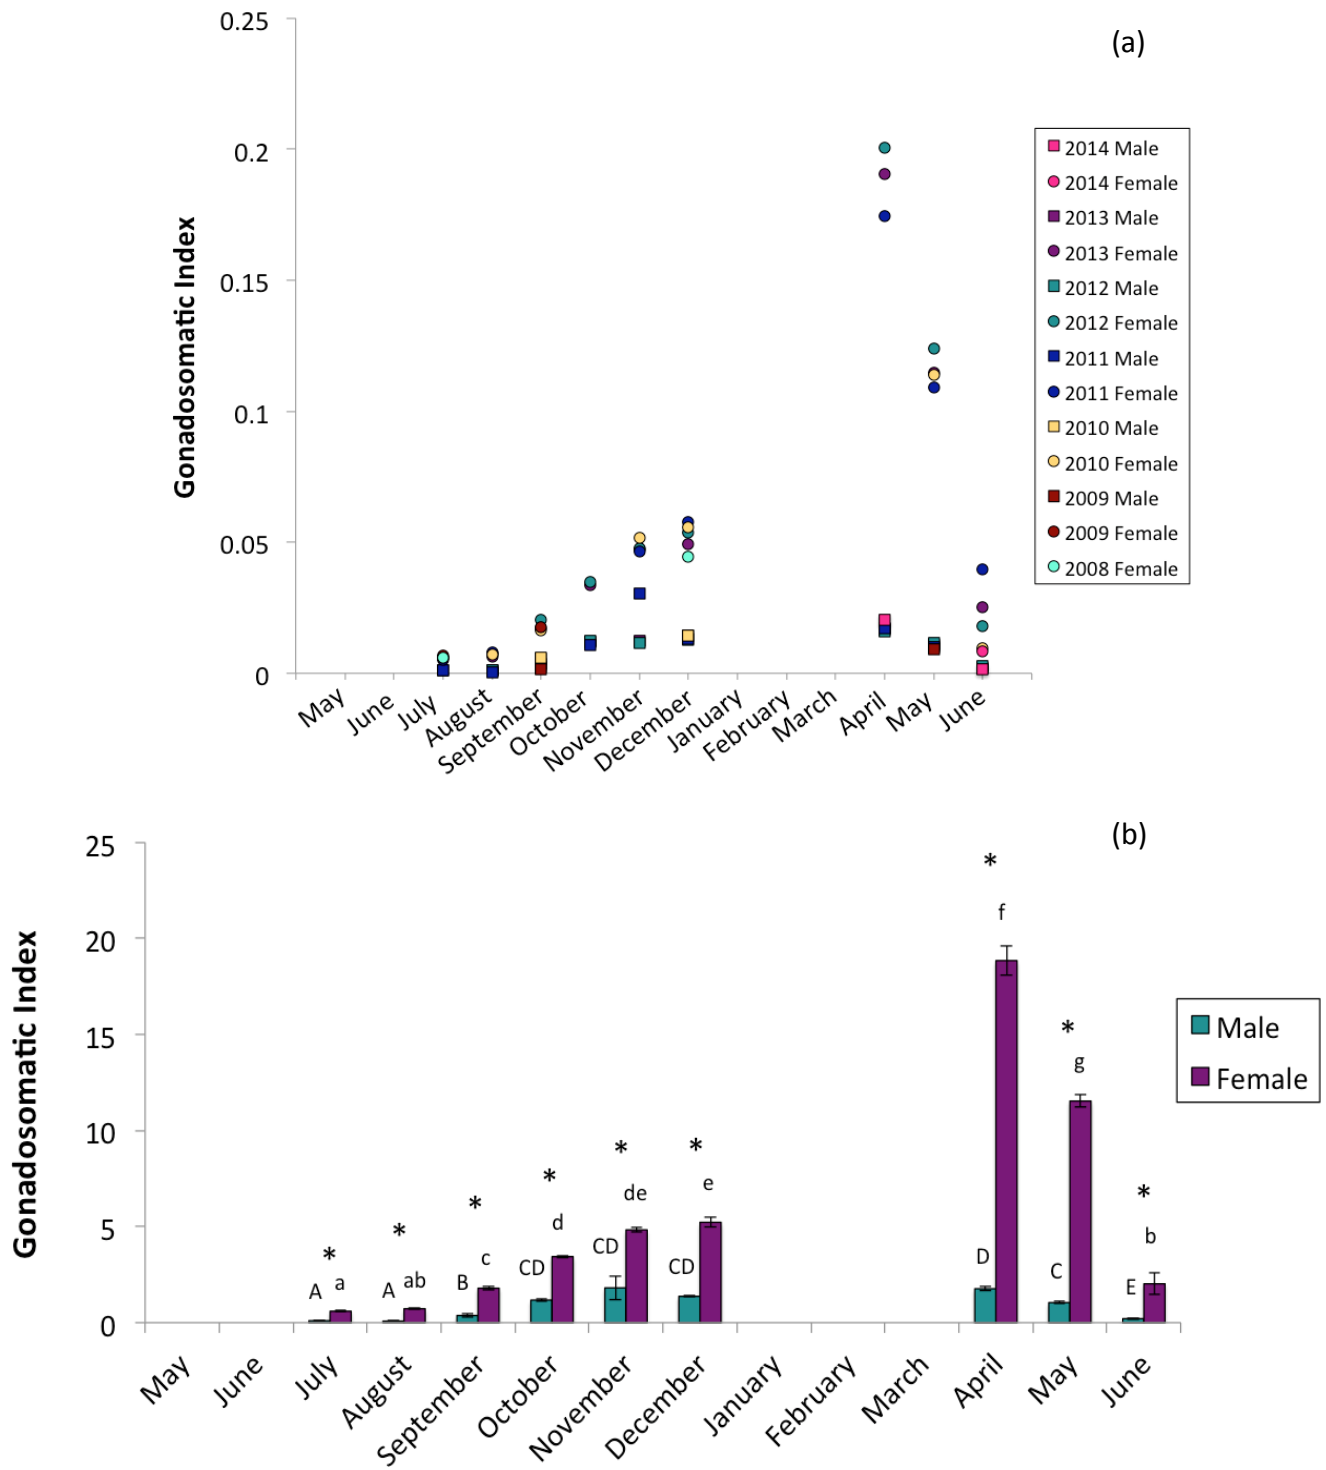 (a)
0.25
0.2
0.15
0.1
0.05
0
Gonadosomatic Index
May
June
July
August
September
October
November
December
January
February
March
April
May
June
2014 Male
2014 Female
2013 Male
2013 Female
2012 Male
2012 Female
2011 Male
2011 Female
2010 Male
2010 Female
2009 Male
2009 Female
2008 Female
(b)
25
20
15
10
5
0
Gonadosomatic Index
*
A
a
*
A
ab
*
B
c
*
CD
d
*
CD
de
*
CD
e
*
D
f
*
C
g
*
E
b
May
June
July
August
September
October
November
December
January
February
March
April
May
June
Male
Female